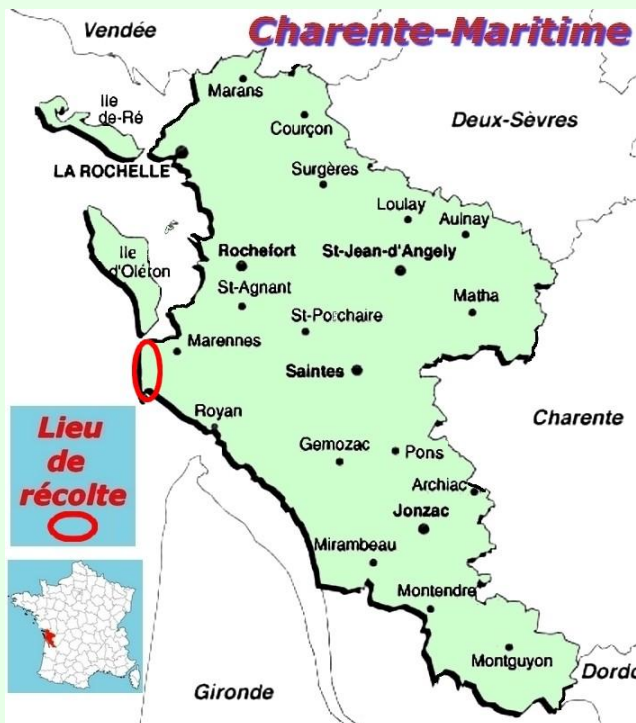 Vendée
Charente-Maritime
Ile
de-Ré
Marans
Courçon
Deux-Sèvres
LA ROCHELLE
Surgères
Loulay
Aulnay
Ile
d'Oléron
Rochefort
St-Jean-d'Angely
St-Agnant
Matha
St-Porchaire
Marennes
Saintes
Lieu
de
récolte
Royan
Charente
Gemozac
Pons
Archiac
Jonzac
Mirambeau
Montendre
Montguyon
Gironde
Dordo